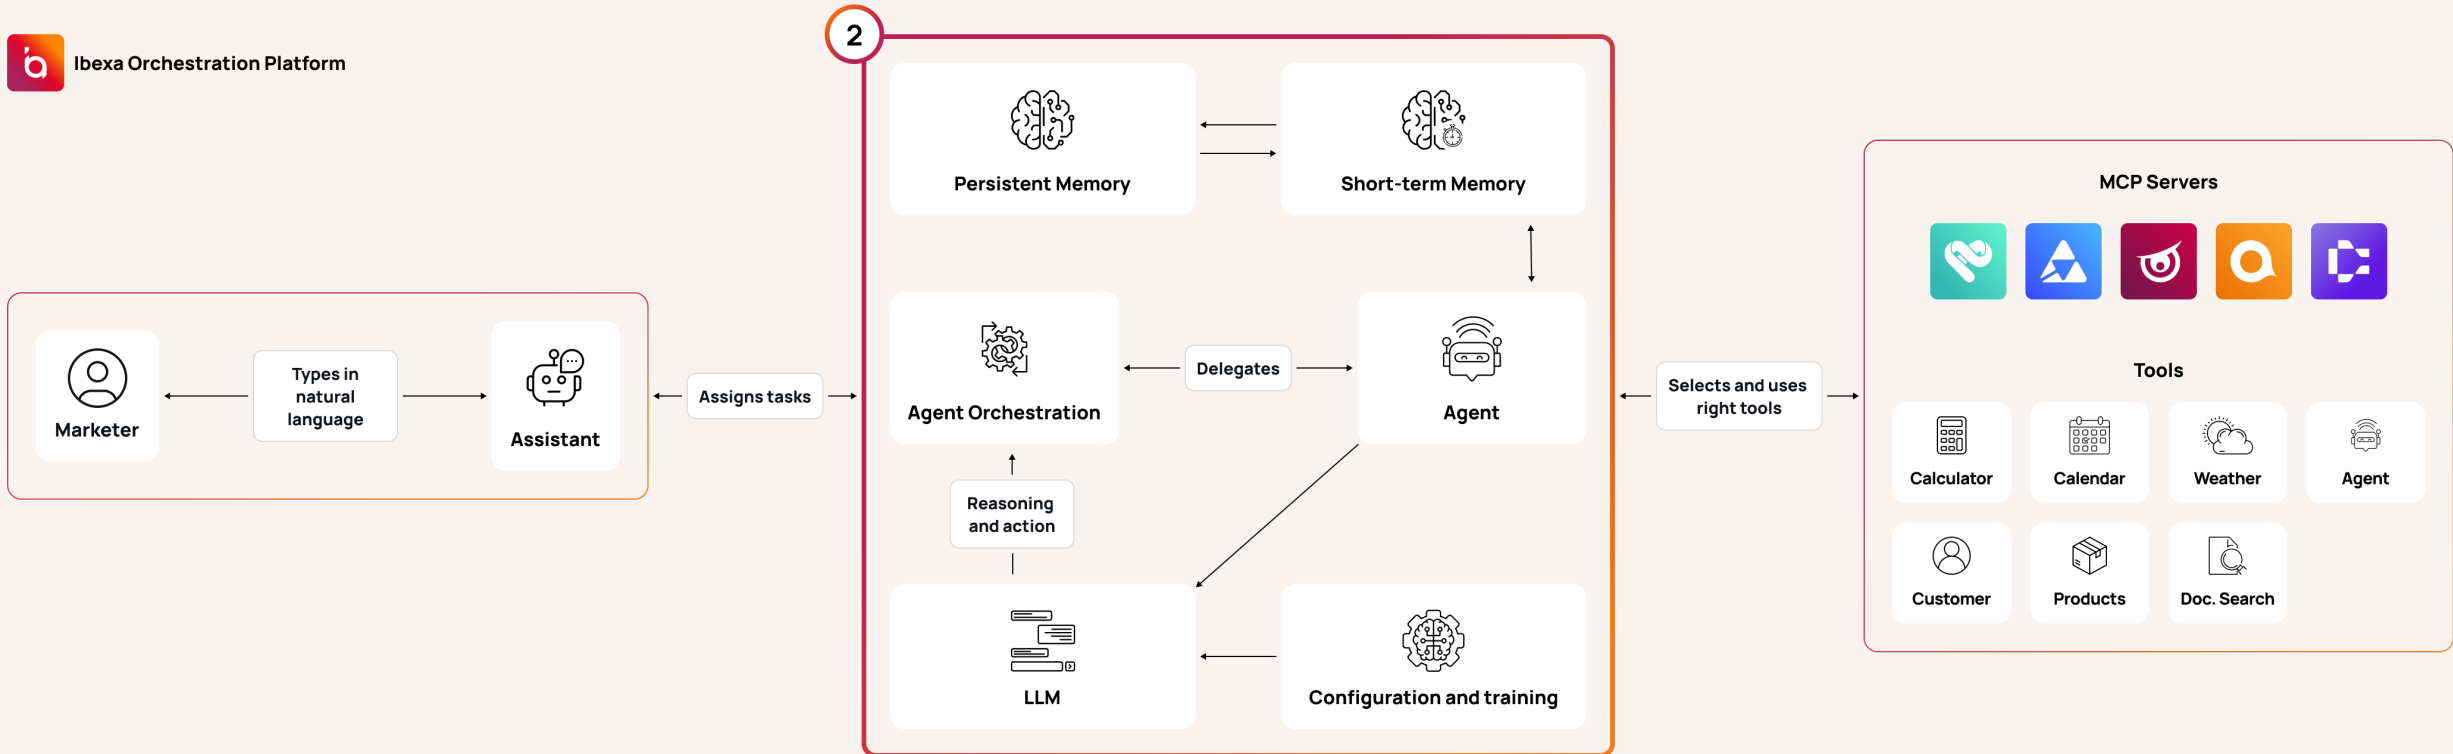 Ibexa Orchestration Platform
2
Persistent Memory
Short-term Memory
Marketer
Types in
natural
language
Assistant
Assigns tasks
Agent Orchestration
Delegates
Agent
Reasoning
and action
LLM
Configuration and training
Selects and uses
right tools
MCP Servers
Tools
Calculator
Calendar
Weather
Agent
Customer
Products
Doc. Search